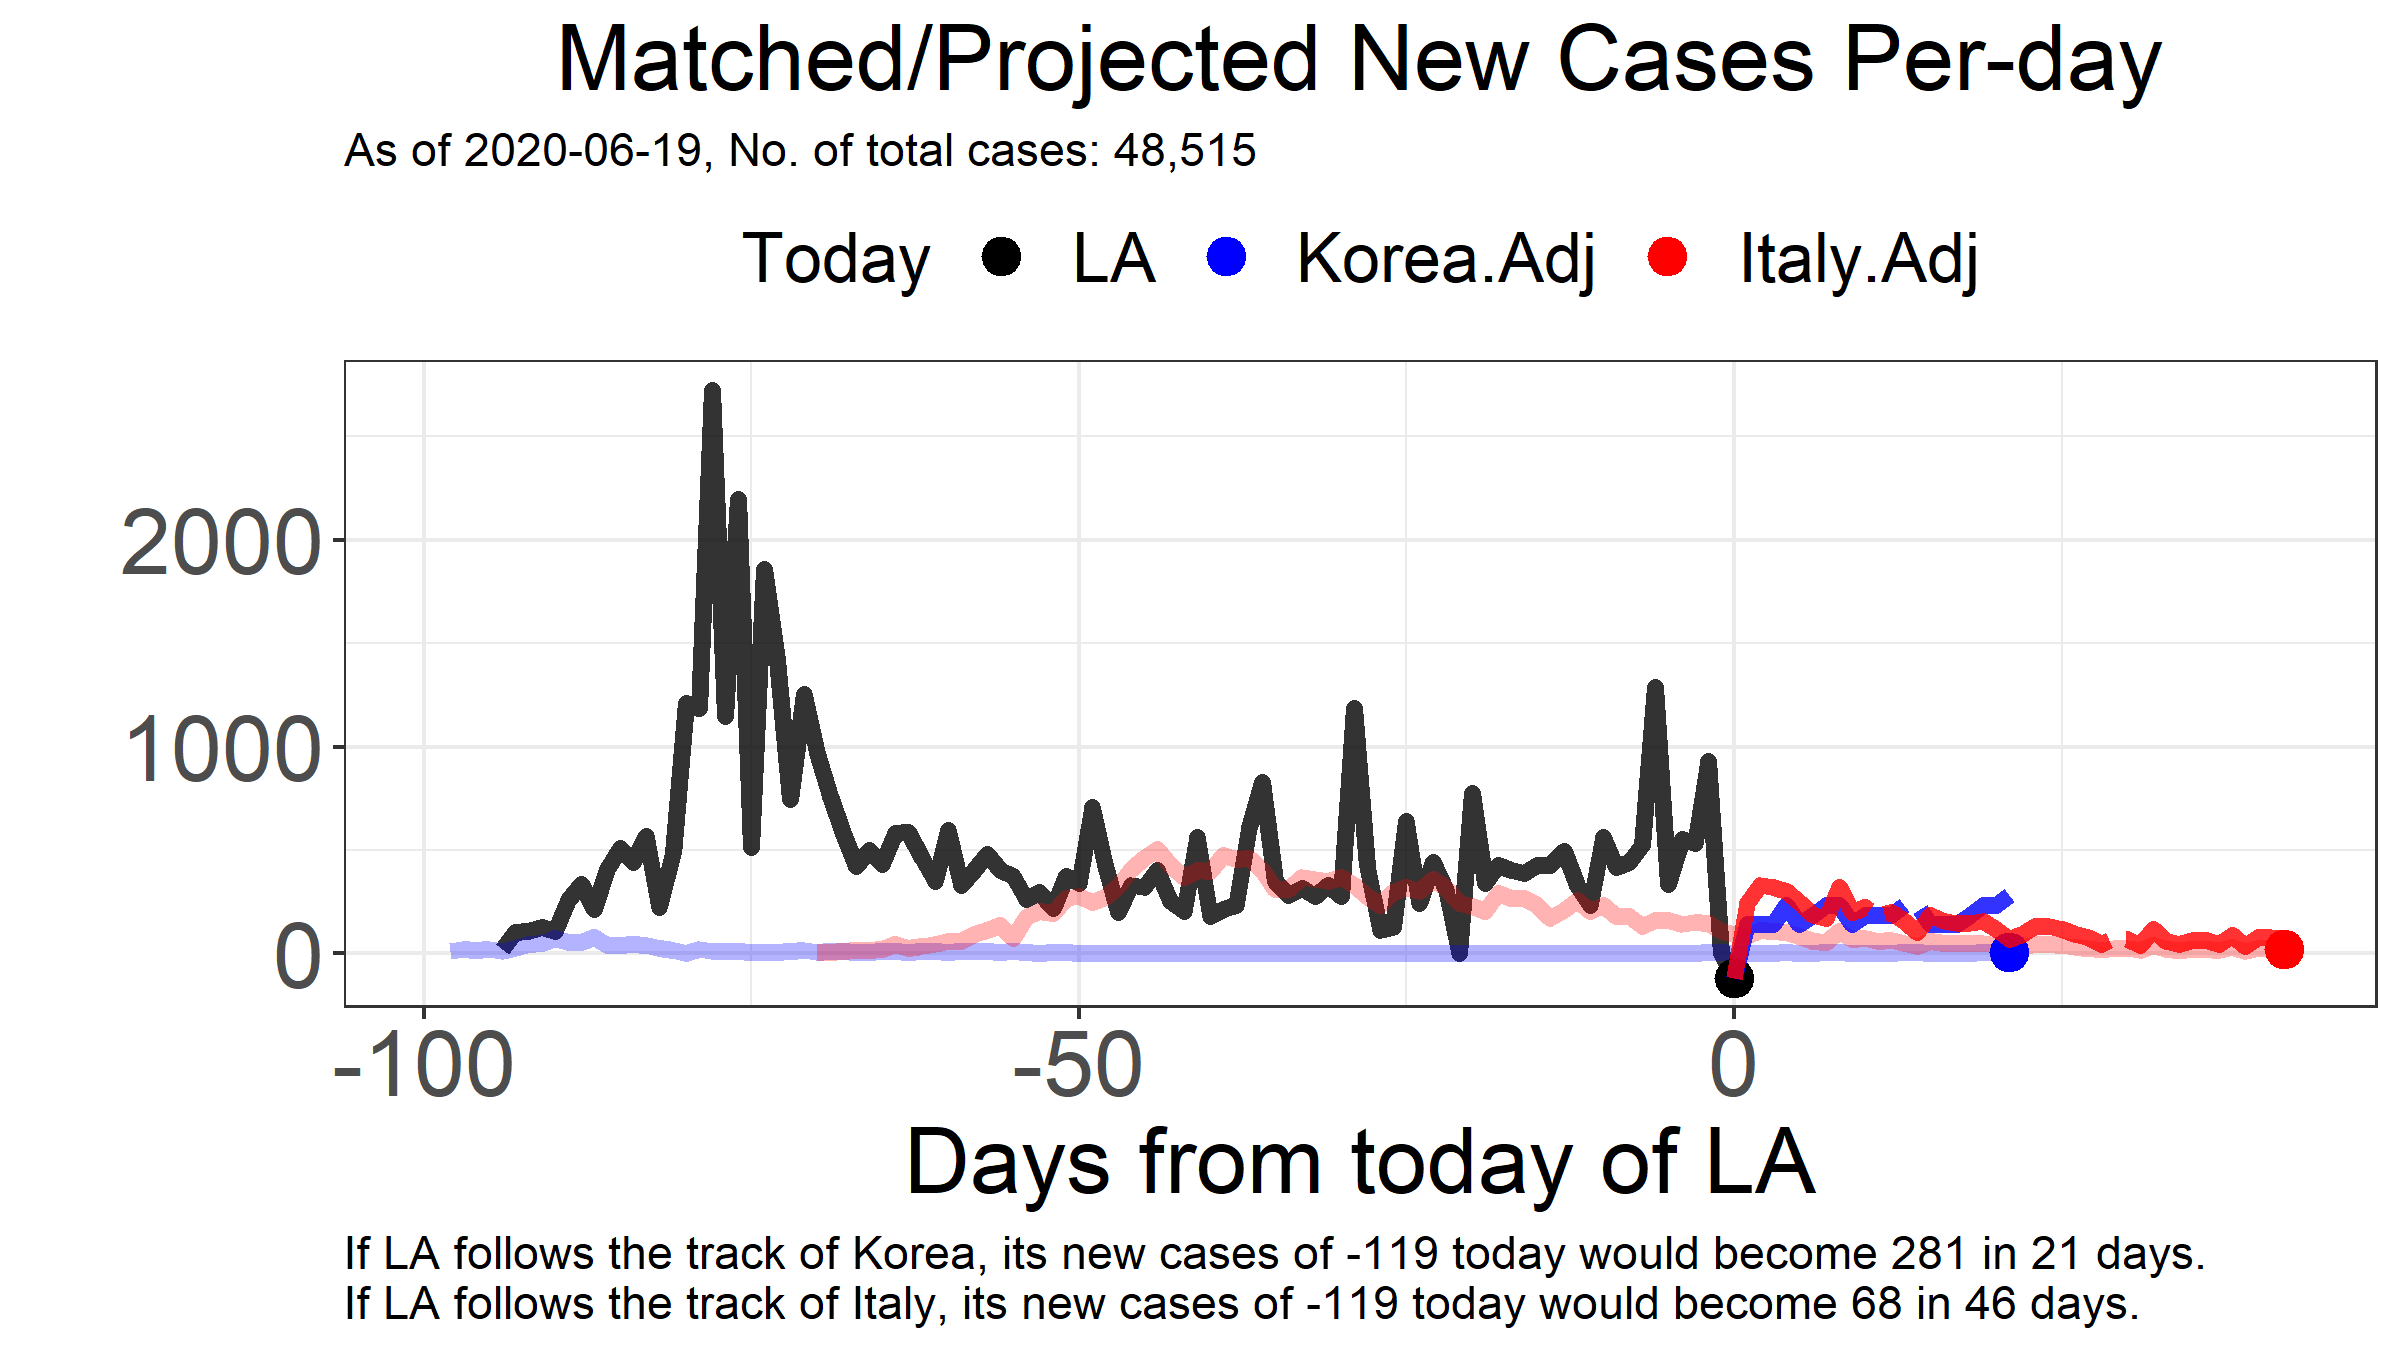 Matched/Projected New Cases Per-day
As of 2020-06-19, No. of total cases: 48,515
Today LA Korea.Adj Italy.Adj
2000
1000
0
-100 -50 0
Days from today of LA
If LA follows the track of Korea, its new cases of -119 today would become 281 in 21 days.
If LA follows the track of Italy, its new cases of -119 today would become 68 in 46 days.